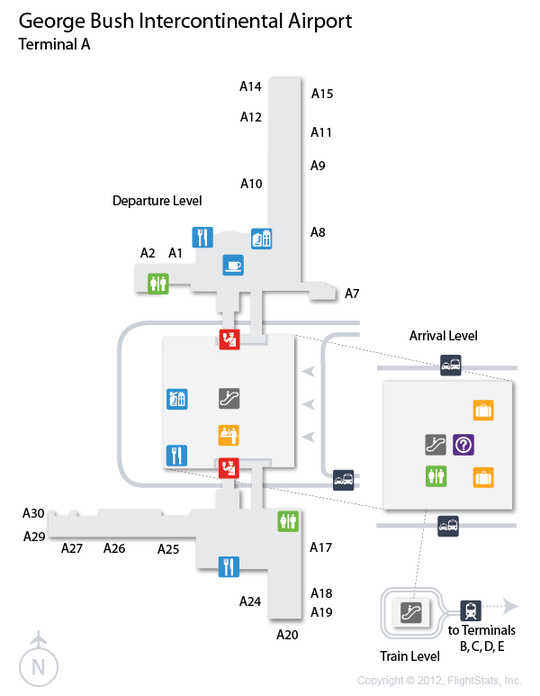 George Bush Intercontinental Airport
Terminal A
A14
A15
A12
A11
A9
A10
Departure Level
A8
A2
A1
A7
Arrival Level
?
A30
A29
A27
A26
A25
A17
A24
A18
A19
A20
to Terminals
B, C, D, E
Train Level
N
Copyright © 2012, FlightStats, Inc.